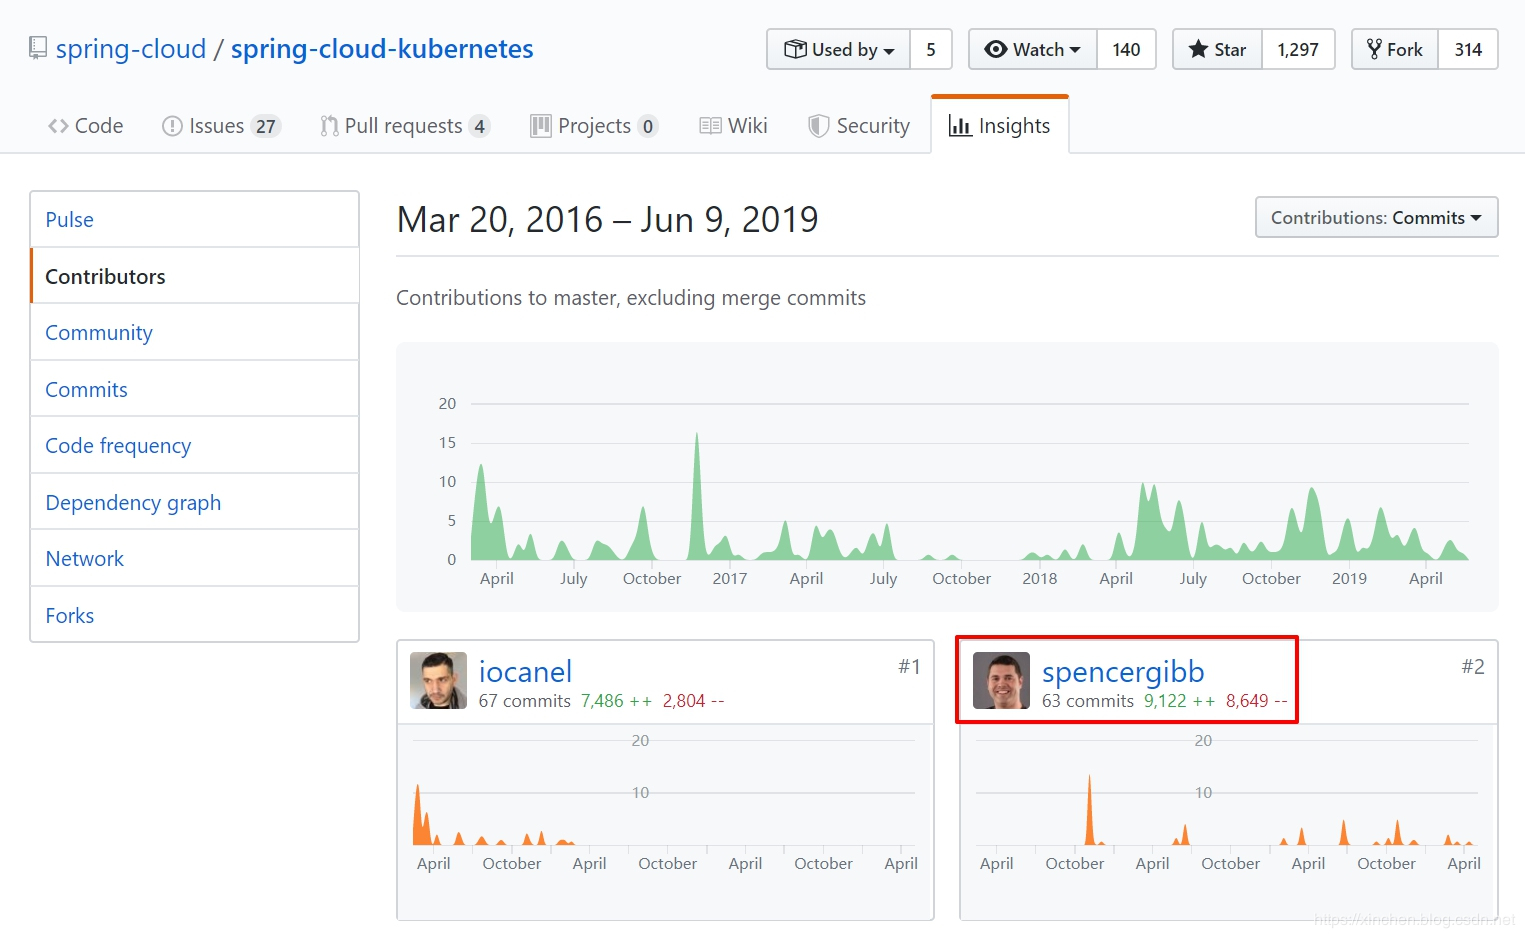 spring-cloud / spring-cloud-kubernetes
Used by 5 Watch 140 Star 1,297 Fork 314
Code Issues 27 Pull requests 4 Projects 0 Wiki Security Insights
Pulse
Contributors
Community
Commits
Code frequency
Dependency graph
Network
Forks
Mar 20, 2016 – Jun 9, 2019
Contributions: Commits
Contributions to master, excluding merge commits
20
15
10
5
0
April July October 2017 April July October 2018 April July October 2019 April
iocanel #1
67 commits 7,486 ++ 2,804 --
20
10
April October April October April October April
spencergibb #2
63 commits 9,122 ++ 8,649 --
20
10
April October April October April October April
https://xinchen.blog.csdn.net